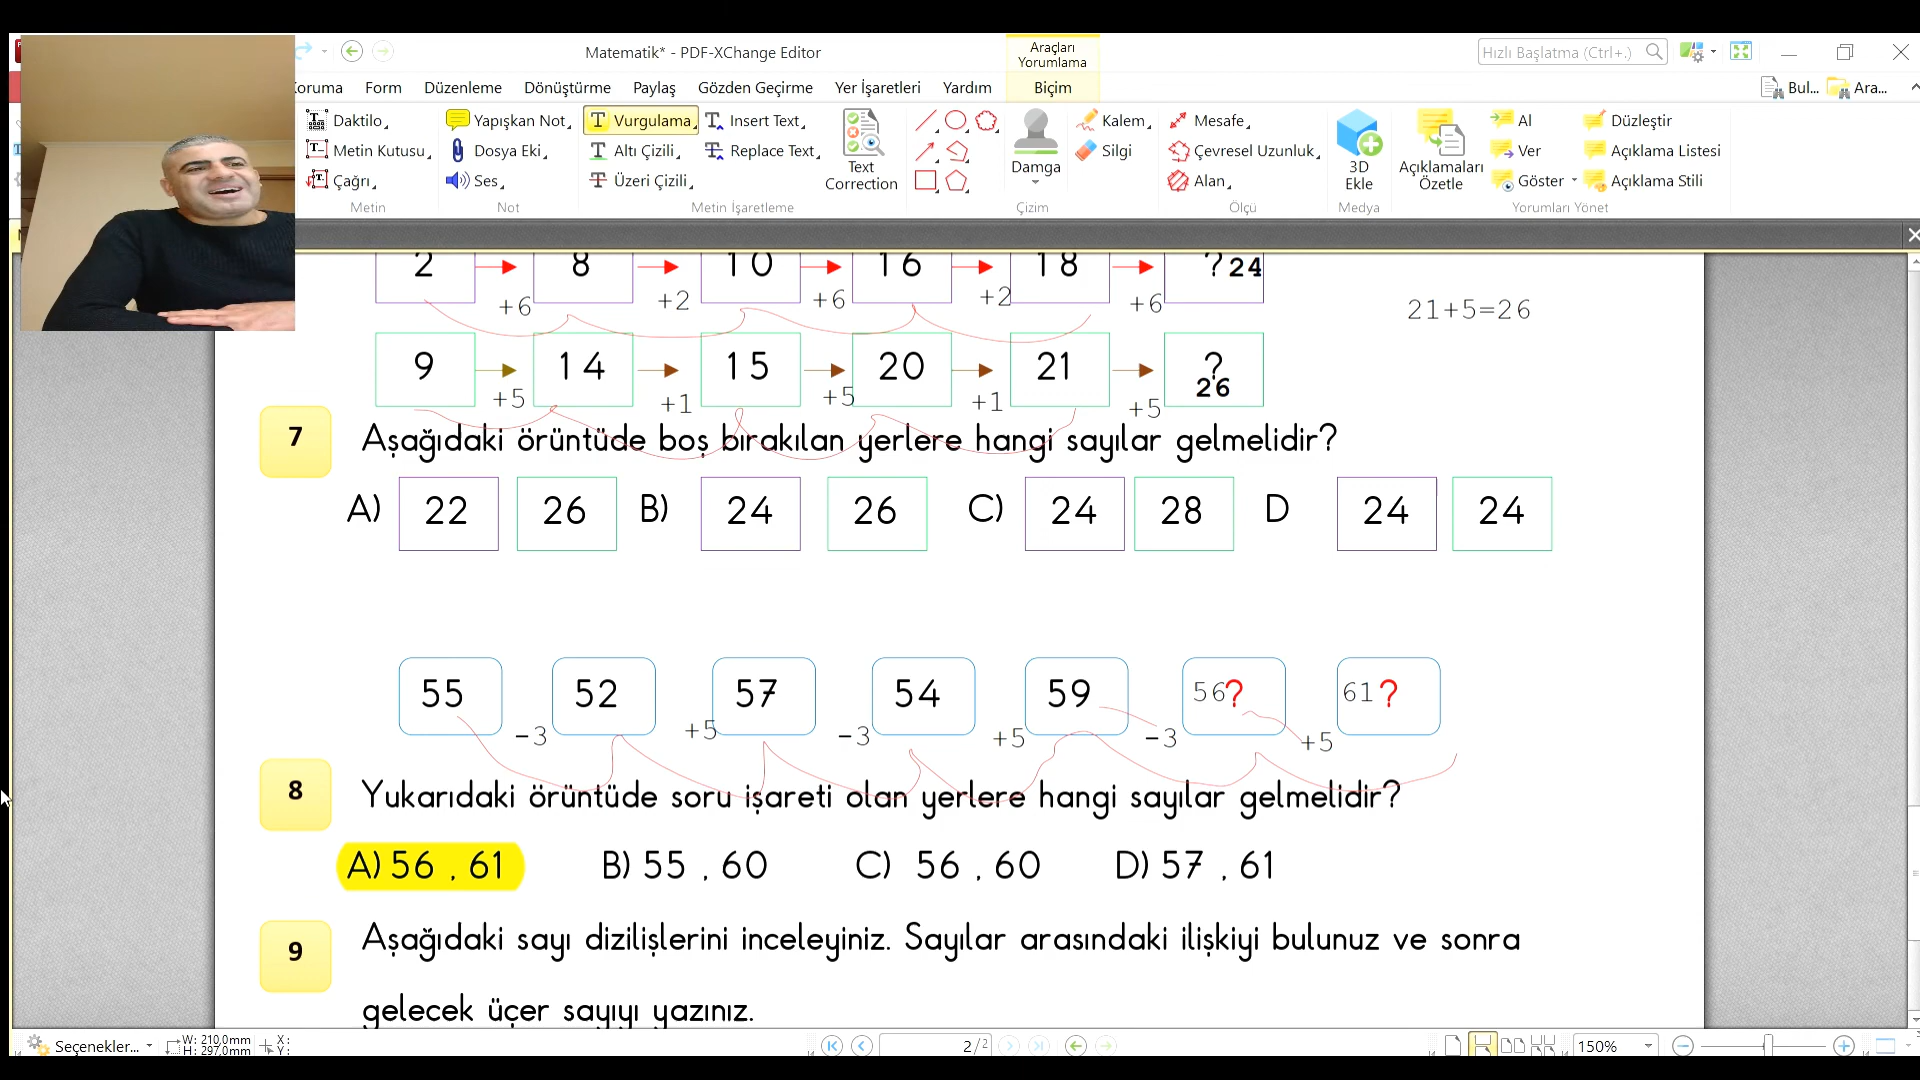 Matematik* - PDF-XChange Editor
Araçları
Yorumlama
Hızlı Başlatma (Ctrl+.)
Koruma Form Düzenleme Dönüştürme Paylaş Gözden Geçirme Yer İşaretleri Yardım Biçim Bul... Ara...
Daktilo Yapışkan Not Vurgulama Insert Text Kalem Mesafe Al Düzleştir
Metin Kutusu Dosya Eki Altı Çizili Replace Text Silgi Çevresel Uzunluk Ver Açıklama Listesi
Çağrı Ses Üzeri Çizili Text Correction Damga Alan 3D Ekle Açıklamaları Özetle Göster Açıklama Stili
Metin Not Metin İşaretleme Çizim Ölçü Medya Yorumları Yönet
2 8 10 16 18 ? 24
+6 +2 +6 +2 +6
21+5=26
9 14 15 20 21 ?
26
+5 +1 +5 +1 +5
7 Aşağıdaki örüntüde boş bırakılan yerlere hangi sayılar gelmelidir?
A) 22 26 B) 24 26 C) 24 28 D 24 24
55 52 57 54 59 56? 61?
-3 +5 -3 +5 -3 +5
8 Yukarıdaki örüntüde soru işareti olan yerlere hangi sayılar gelmelidir?
A) 56 , 61 B) 55 , 60 C) 56 , 60 D) 57 , 61
9 Aşağıdaki sayı dizilişlerini inceleyiniz. Sayılar arasındaki ilişkiyi bulunuz ve sonra
gelecek üçer sayıyı yazınız.
Seçenekler... W: 210,0mm X:
H: 297,0mm Y:
2/2 150%